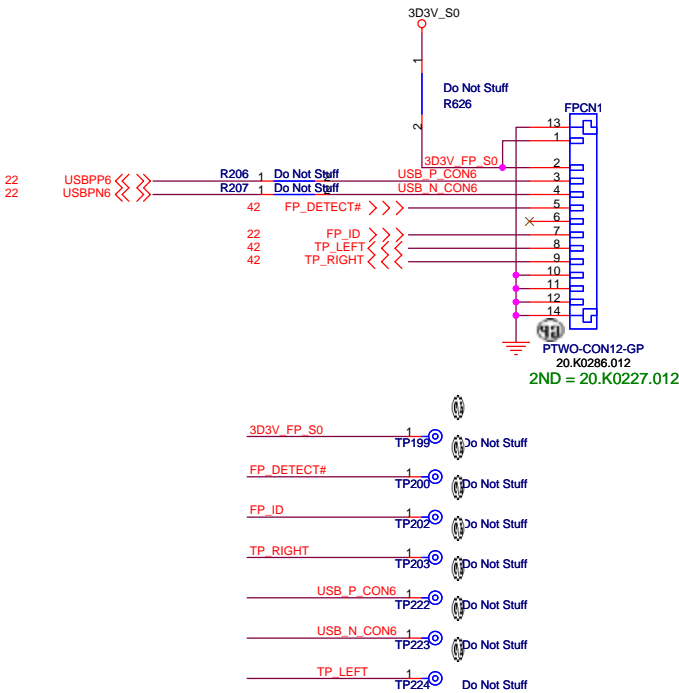 3D3V_S0
1
Do Not Stuff
R626
2
FPCN1
13
1
3D3V_FP_S0 2
22 USBPP6 R206 1 Do Not Stuff 2 USB_P_CON6 3
22 USBPN6 R207 1 Do Not Stuff 2 USB_N_CON6 4
42 FP_DETECT# 5
6
22 FP_ID 7
42 TP_LEFT 8
42 TP_RIGHT 9
10
11
12
14
PTWO-CON12-GP
20.K0286.012
2ND = 20.K0227.012
3D3V_FP_S0 1 TP199 Do Not Stuff
FP_DETECT# 1 TP200 Do Not Stuff
FP_ID 1 TP202 Do Not Stuff
TP_RIGHT 1 TP203 Do Not Stuff
USB_P_CON6 1 TP222 Do Not Stuff
USB_N_CON6 1 TP223 Do Not Stuff
TP_LEFT 1 TP224 Do Not Stuff